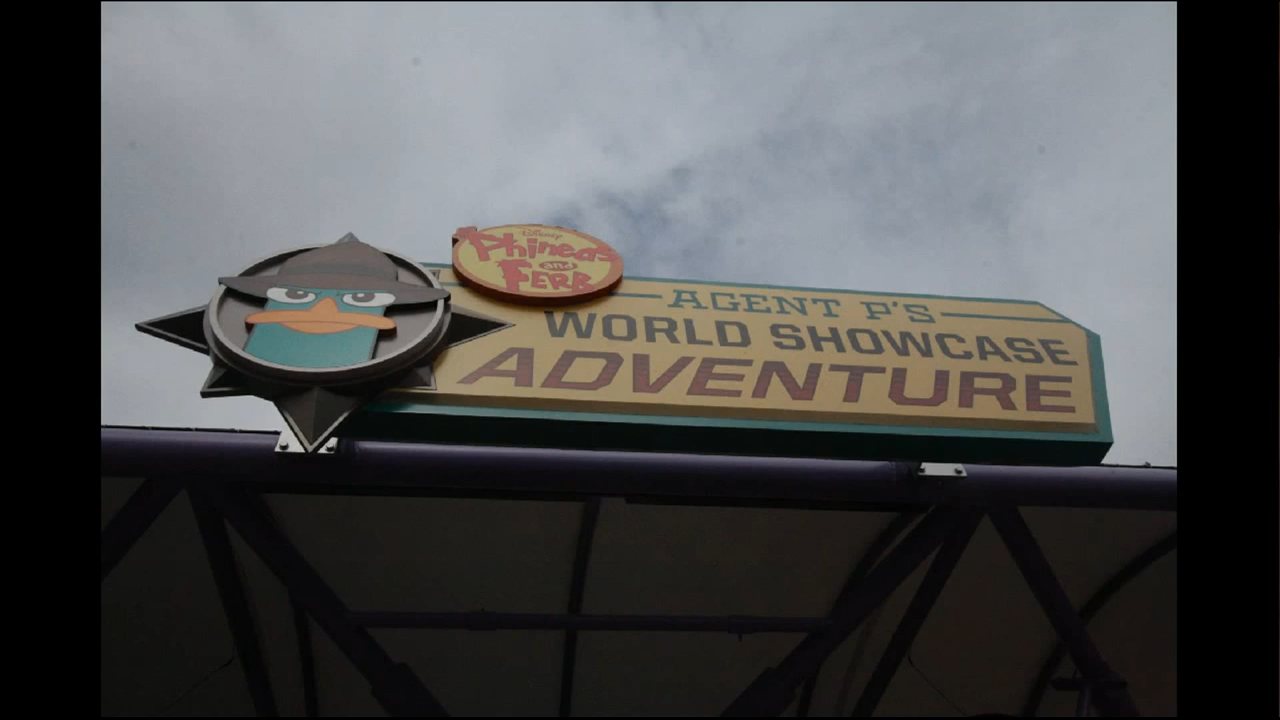 Disney
Phineas
and
FERB
AGENT P'S
WORLD SHOWCASE
ADVENTURE